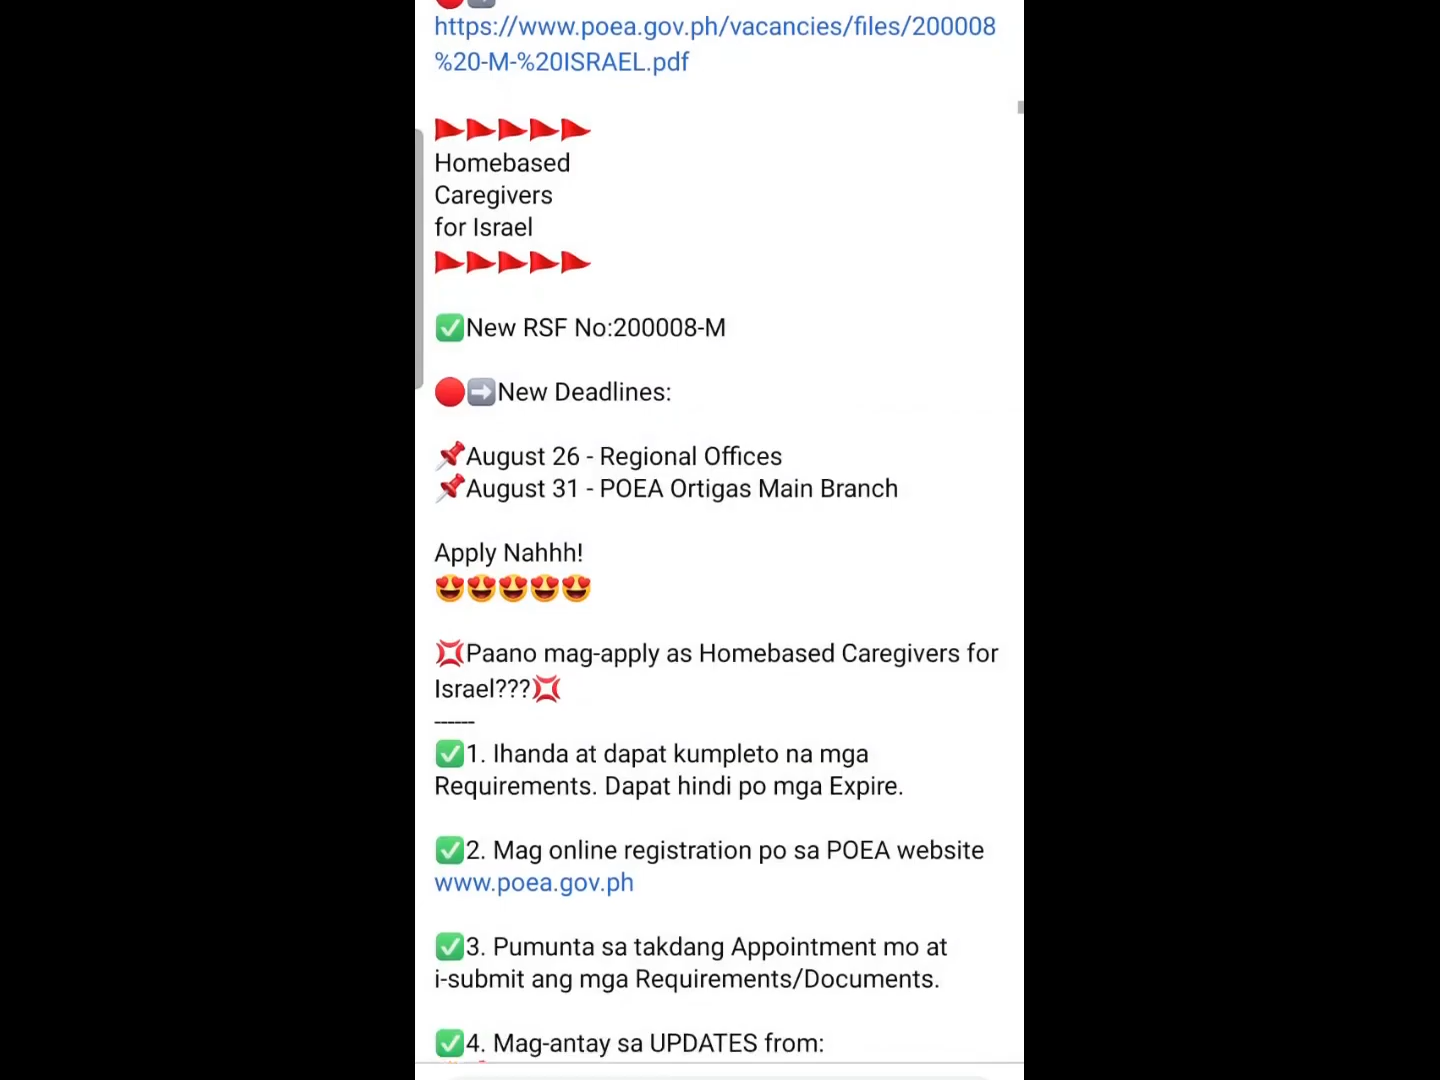 https://www.poea.gov.ph/vacancies/files/200008
%20-M-%20ISRAEL.pdf
🚩🚩🚩🚩🚩
Homebased
Caregivers
for Israel
🚩🚩🚩🚩🚩
✅New RSF No:200008-M
🔴➡️New Deadlines:
📌August 26 - Regional Offices
📌August 31 - POEA Ortigas Main Branch
Apply Nahhh!
😍😍😍😍😍
💢Paano mag-apply as Homebased Caregivers for
Israel???💢
------
✅1. Ihanda at dapat kumpleto na mga
Requirements. Dapat hindi po mga Expire.
✅2. Mag online registration po sa POEA website
www.poea.gov.ph
✅3. Pumunta sa takdang Appointment mo at
i-submit ang mga Requirements/Documents.
✅4. Mag-antay sa UPDATES from: